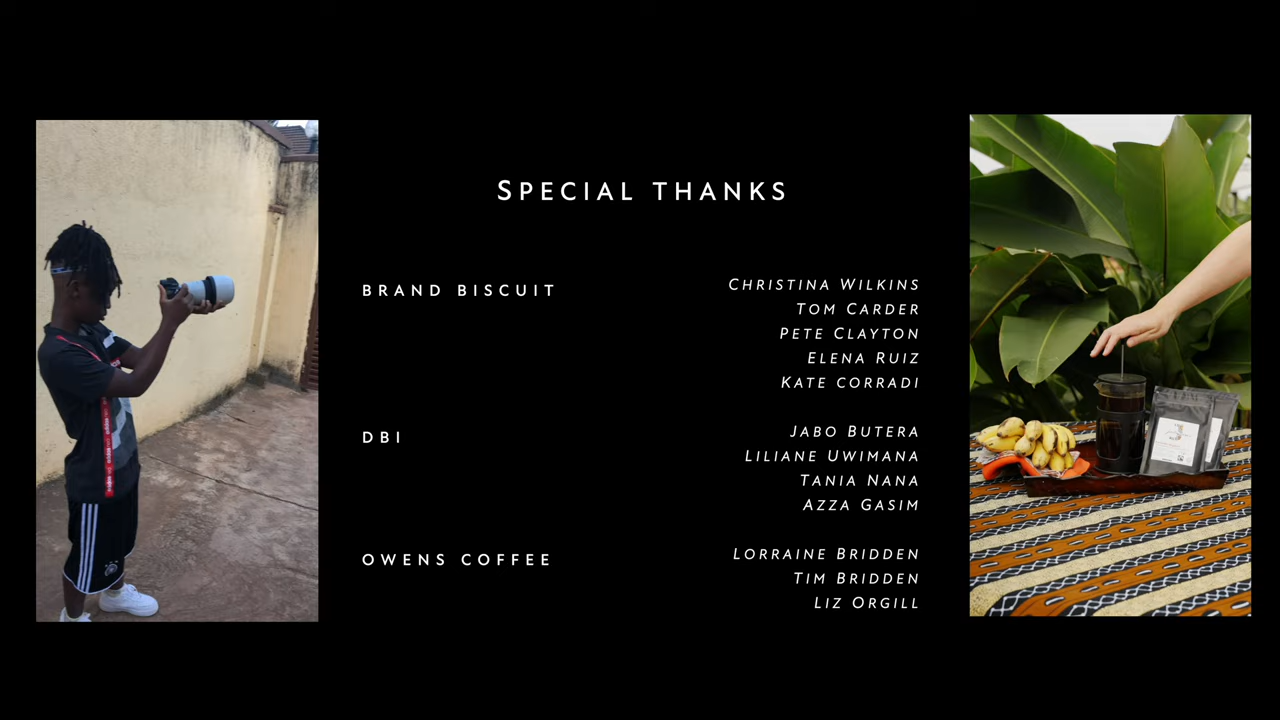 SPECIAL THANKS
BRAND BISCUIT
CHRISTINA WILKINS
TOM CARDER
PETE CLAYTON
ELENA RUIZ
KATE CORRADI
DBI
JABO BUTERA
LILIANE UWIMANA
TANIA NANA
AZZA GASIM
OWENS COFFEE
LORRAINE BRIDDEN
TIM BRIDDEN
LIZ ORGILL